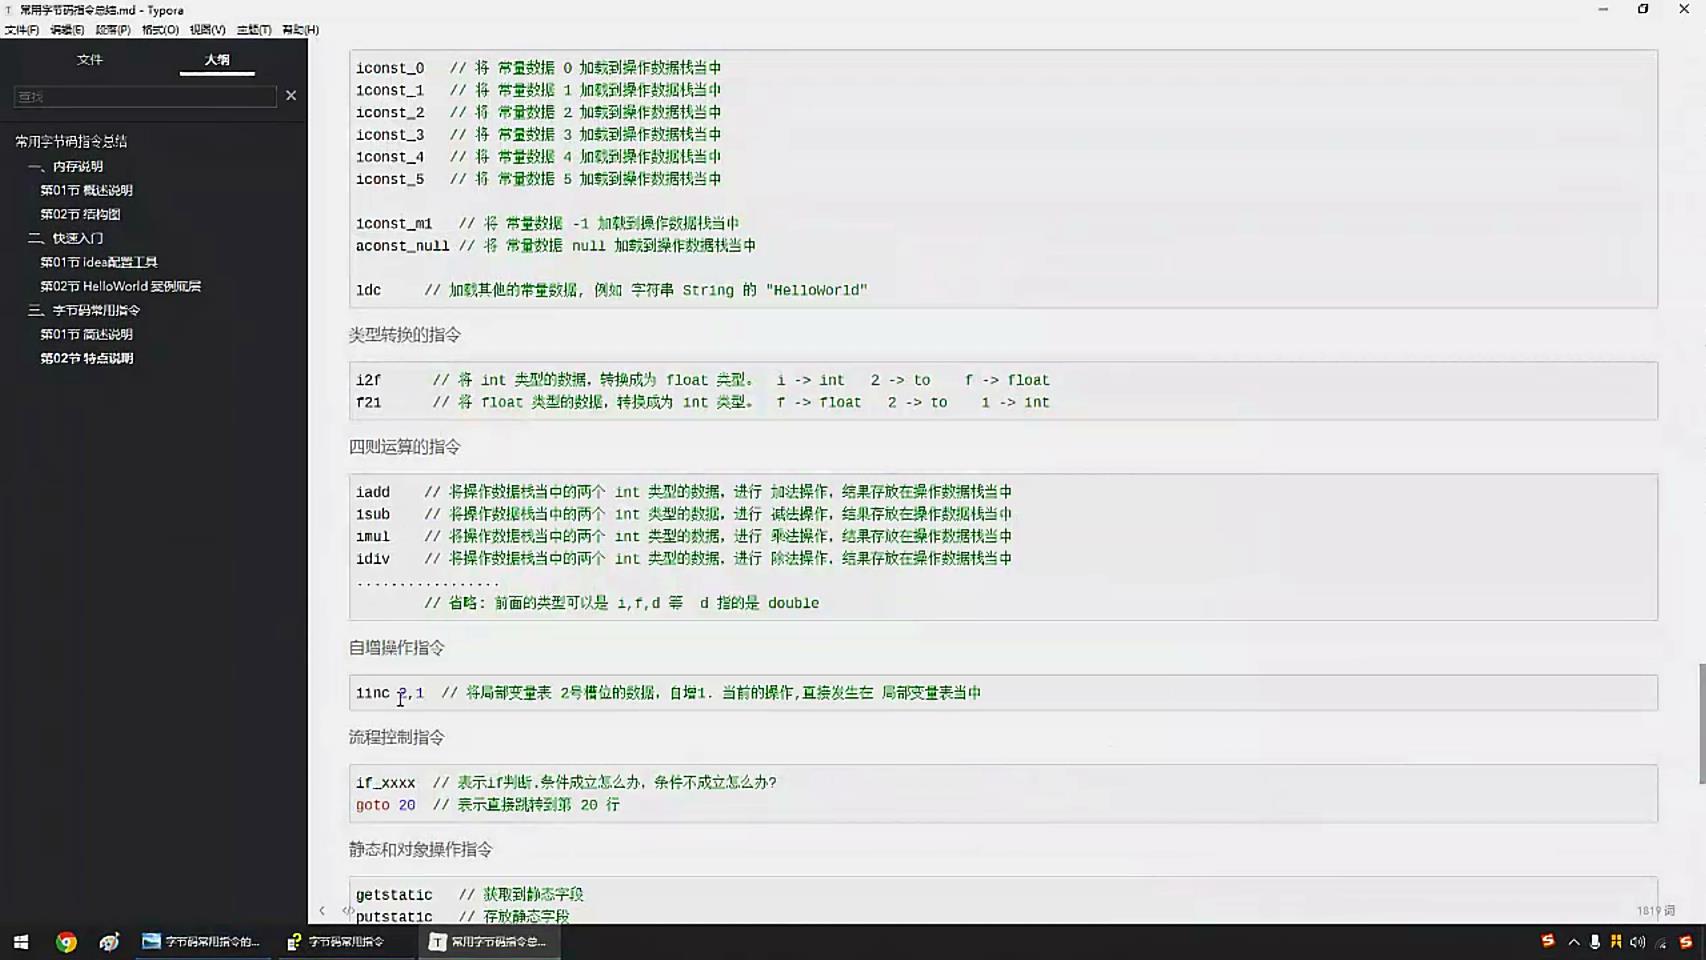 常用字节码指令总结.md - Typora
文件(F) 编辑(E) 段落(P) 格式(O) 视图(V) 主题(T) 帮助(H)
文件 大纲
查找
常用字节码指令总结
一、内存说明
第01节 概述说明
第02节 结构图
二、快速入门
第01节 idea配置工具
第02节 HelloWorld 案例底层
三、字节码常用指令
第01节 简述说明
第02节 特点说明
iconst_0 // 将 常量数据 0 加载到操作数据栈当中
iconst_1 // 将 常量数据 1 加载到操作数据栈当中
iconst_2 // 将 常量数据 2 加载到操作数据栈当中
iconst_3 // 将 常量数据 3 加载到操作数据栈当中
iconst_4 // 将 常量数据 4 加载到操作数据栈当中
iconst_5 // 将 常量数据 5 加载到操作数据栈当中
iconst_m1 // 将 常量数据 -1 加载到操作数据栈当中
aconst_null // 将 常量数据 null 加载到操作数据栈当中
ldc // 加载其他的常量数据, 例如 字符串 String 的 "HelloWorld"
类型转换的指令
i2f // 将 int 类型的数据，转换成为 float 类型。 i -> int 2 -> to f -> float
f2i // 将 float 类型的数据，转换成为 int 类型。 f -> float 2 -> to i -> int
四则运算的指令
iadd // 将操作数据栈当中的两个 int 类型的数据，进行 加法操作，结果存放在操作数据栈当中
isub // 将操作数据栈当中的两个 int 类型的数据，进行 减法操作，结果存放在操作数据栈当中
imul // 将操作数据栈当中的两个 int 类型的数据，进行 乘法操作，结果存放在操作数据栈当中
idiv // 将操作数据栈当中的两个 int 类型的数据，进行 除法操作，结果存放在操作数据栈当中
.................
// 省略: 前面的类型可以是 i,f,d 等 d 指的是 double
自增操作指令
iinc 2,1 // 将局部变量表 2号槽位的数据，自增1. 当前的操作,直接发生在 局部变量表当中
流程控制指令
if_xxxx // 表示if判断.条件成立怎么办，条件不成立怎么办?
goto 20 // 表示直接跳转到第 20 行
静态和对象操作指令
getstatic // 获取到静态字段
putstatic // 存放静态字段
1819 词
字节码常用指令的... 字节码常用指令 常用字节码指令总...